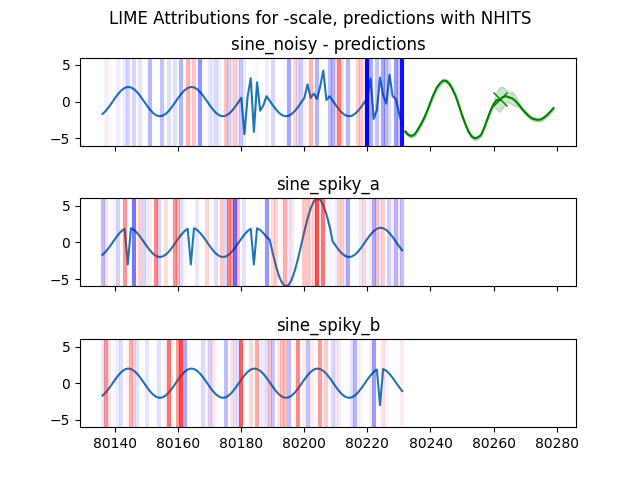 LIME Attributions for -scale, predictions with NHITS
sine_noisy - predictions
5
0
−5
sine_spiky_a
5
0
−5
sine_spiky_b
5
0
−5
80140 80160 80180 80200 80220 80240 80260 80280